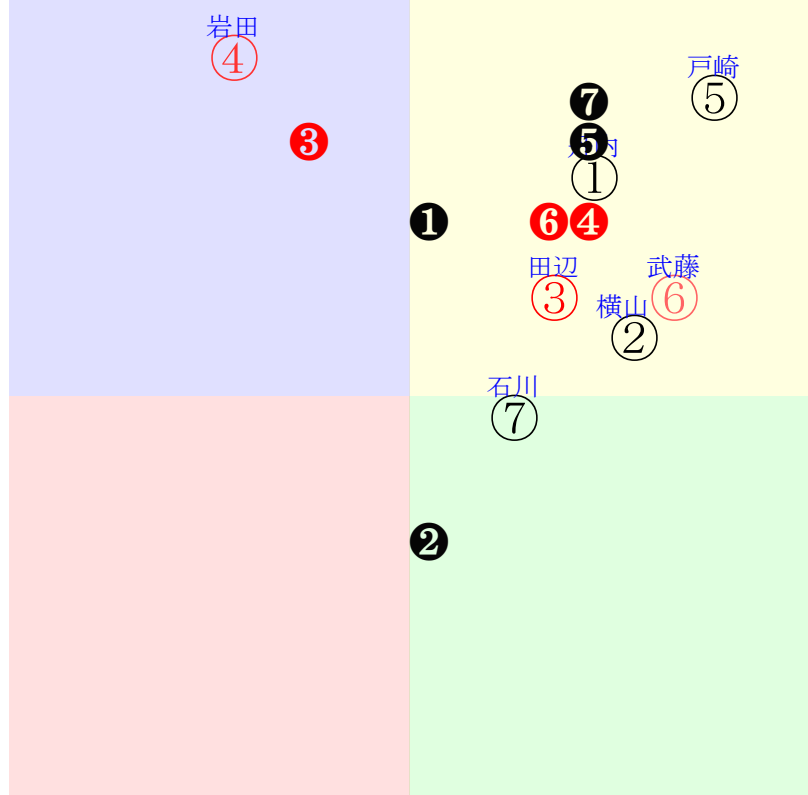 岩田
④
戸崎
⑤
❼
❸
❺
内
①
❶
❻❹
田辺
③
武藤
⑥
横山
②
石川
⑦
❷